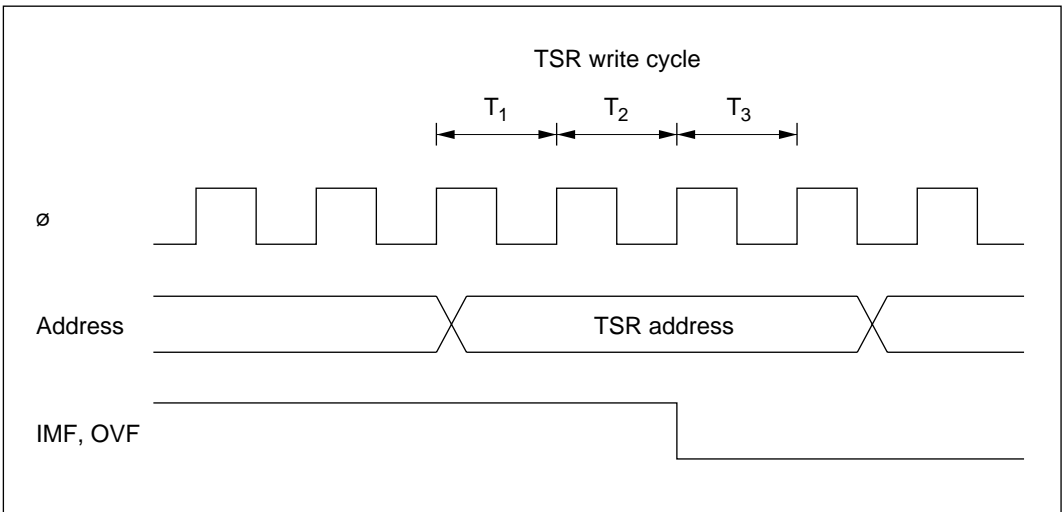 TSR write cycle
T1 T2 T3
ø
Address TSR address
IMF, OVF